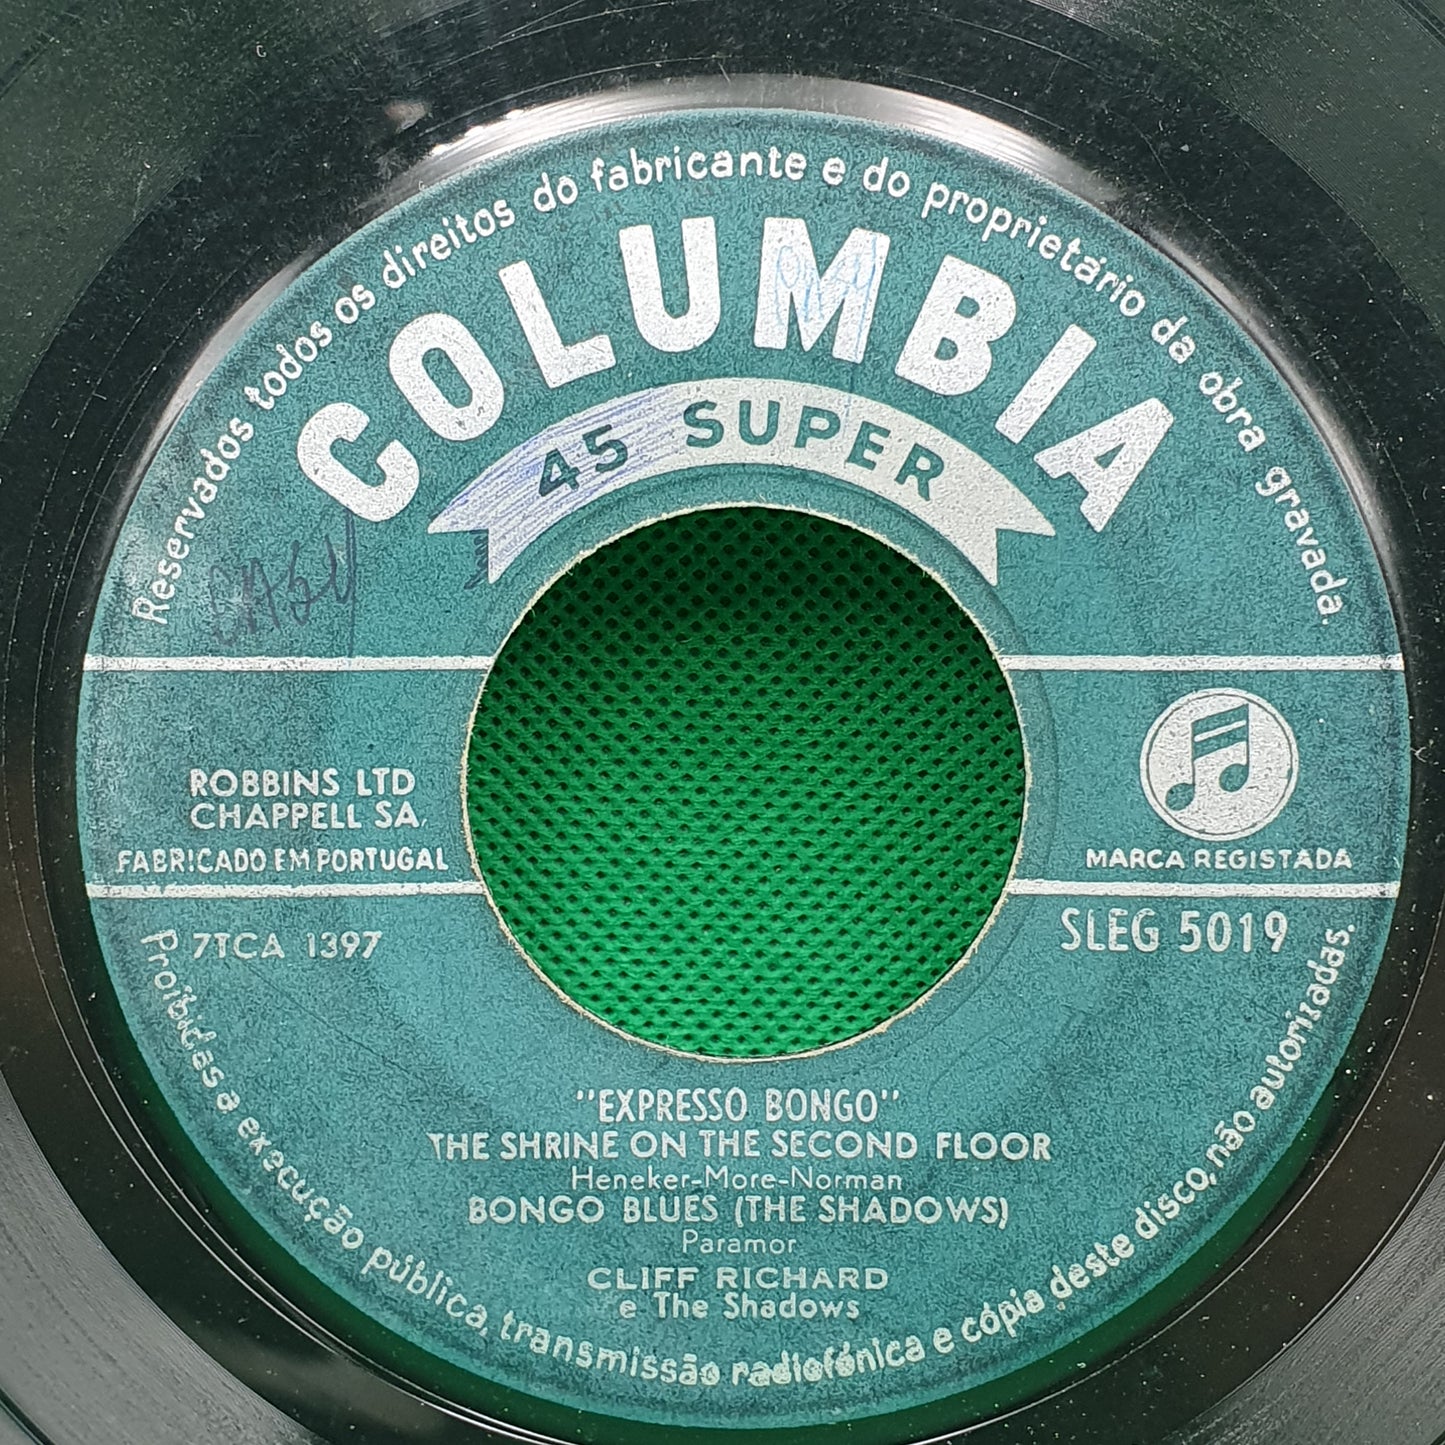 Reservados todos os direitos do fabricante e do proprietário da obra gravada.
COLUMBIA
45 SUPER
ROBBINS LTD
CHAPPELL SA.
FABRICADO EM PORTUGAL
MARCA REGISTADA
7TCA 1397
SLEG 5019
"EXPRESSO BONGO"
THE SHRINE ON THE SECOND FLOOR
Heneker-More-Norman
BONGO BLUES (THE SHADOWS)
Paramor
CLIFF RICHARD
e The Shadows
Proibidas a execução pública, transmissão radiofónica e cópia deste disco, não autorizadas.